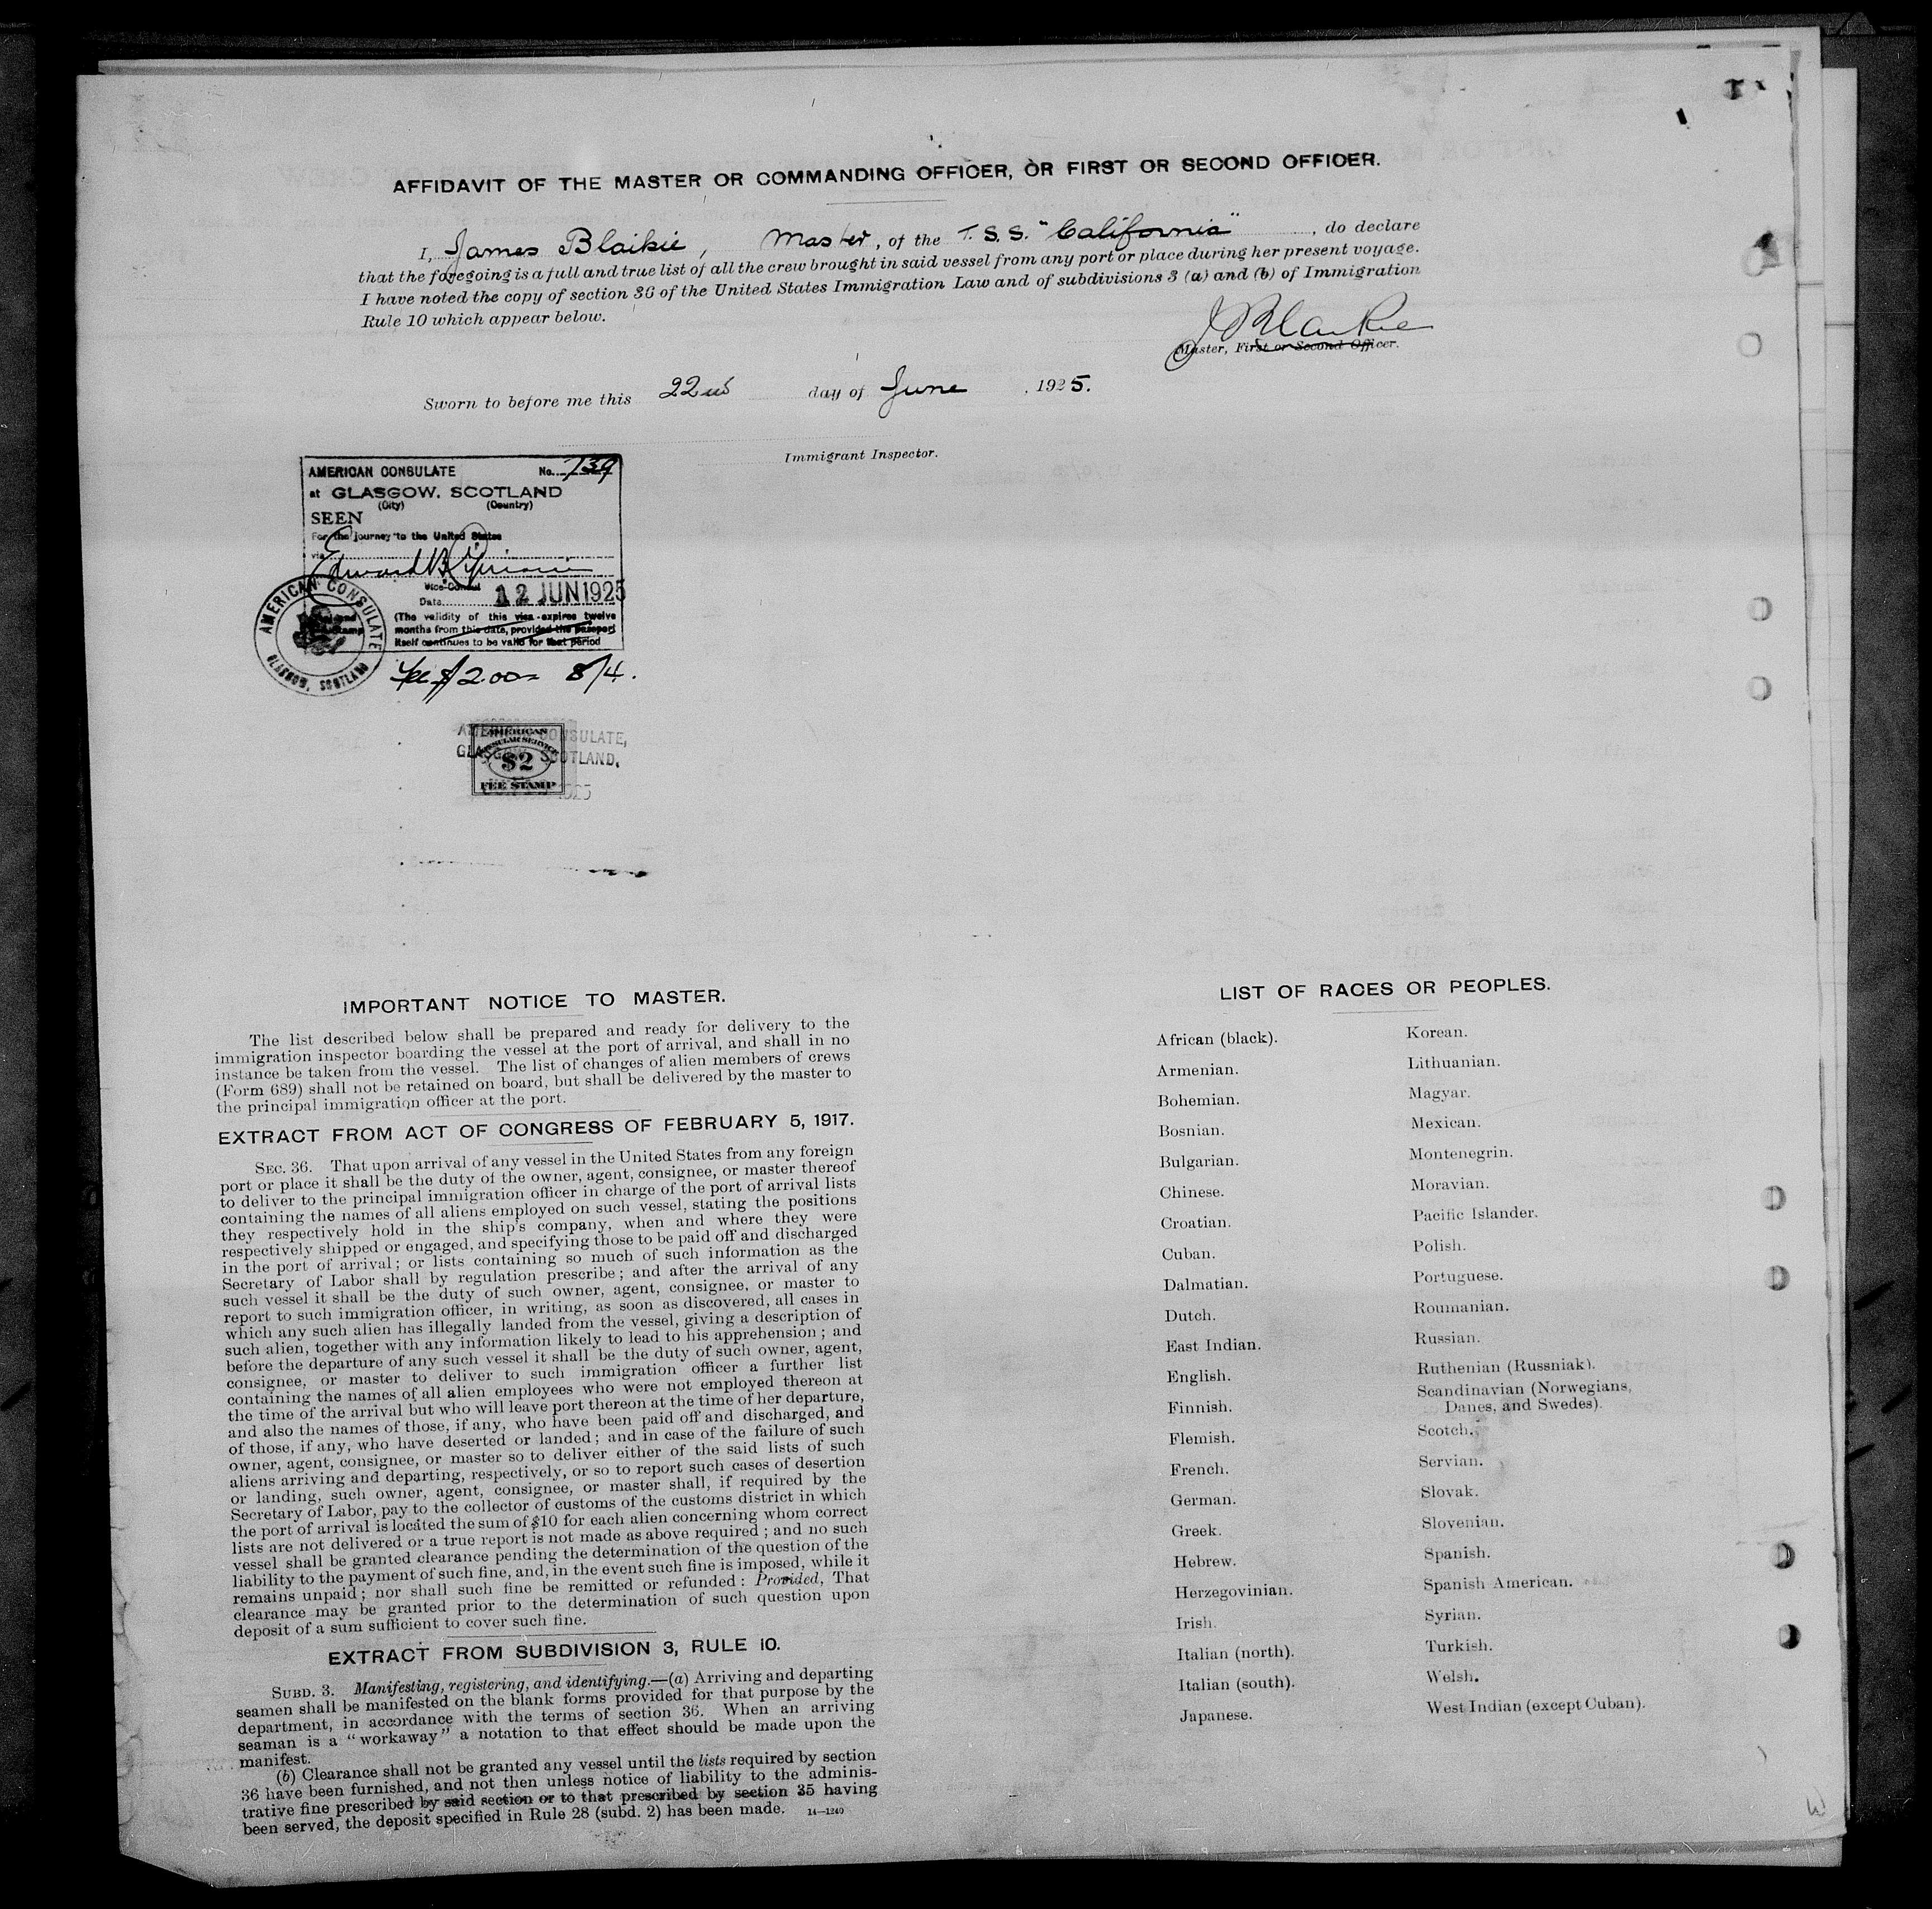 AFFIDAVIT OF THE MASTER OR COMMANDING OFFICER, OR FIRST OR SECOND OFFICER.
I, James Blaikie, Master, of the T.S.S. "California", do declare
that the foregoing is a full and true list of all the crew brought in said vessel from any port or place during her present voyage.
I have noted the copy of section 36 of the United States Immigration Law and of subdivisions 3 (a) and (b) of Immigration
Rule 10 which appear below.
J Blaikie
Master, First or Second Officer.
Sworn to before me this 22nd day of June, 1925.
Immigrant Inspector.
AMERICAN CONSULATE No. 739
at GLASGOW, SCOTLAND
(City) (Country)
SEEN
For the journey to the United States
via
Edward B.
Vice-Consul
Date 12 JUN 1925
(The validity of this visa expires twelve
months from this date, provided the passport
itself continues to be valid for that period
AMERICAN CONSULATE
GLASGOW, SCOTLAND
Fee $2.00= 8/4.
AMERICAN CONSULATE,
GLASGOW, SCOTLAND.
AMERICAN
CONSULAR SERVICE
$2
FEE STAMP
IMPORTANT NOTICE TO MASTER.
The list described below shall be prepared and ready for delivery to the
immigration inspector boarding the vessel at the port of arrival, and shall in no
instance be taken from the vessel. The list of changes of alien members of crews
(Form 689) shall not be retained on board, but shall be delivered by the master to
the principal immigration officer at the port.
EXTRACT FROM ACT OF CONGRESS OF FEBRUARY 5, 1917.
SEC. 36. That upon arrival of any vessel in the United States from any foreign
port or place it shall be the duty of the owner, agent, consignee, or master thereof
to deliver to the principal immigration officer in charge of the port of arrival lists
containing the names of all aliens employed on such vessel, stating the positions
they respectively hold in the ship's company, when and where they were
respectively shipped or engaged, and specifying those to be paid off and discharged
in the port of arrival; or lists containing so much of such information as the
Secretary of Labor shall by regulation prescribe; and after the arrival of any
such vessel it shall be the duty of such owner, agent, consignee, or master to
report to such immigration officer, in writing, as soon as discovered, all cases in
which any such alien has illegally landed from the vessel, giving a description of
such alien, together with any information likely to lead to his apprehension; and
before the departure of any such vessel it shall be the duty of such owner, agent,
consignee, or master to deliver to such immigration officer a further list
containing the names of all alien employees who were not employed thereon at
the time of the arrival but who will leave port thereon at the time of her departure,
and also the names of those, if any, who have been paid off and discharged, and
of those, if any, who have deserted or landed; and in case of the failure of such
owner, agent, consignee, or master so to deliver either of the said lists of such
aliens arriving and departing, respectively, or so to report such cases of desertion
or landing, such owner, agent, consignee, or master shall, if required by the
Secretary of Labor, pay to the collector of customs of the customs district in which
the port of arrival is located the sum of $10 for each alien concerning whom correct
lists are not delivered or a true report is not made as above required; and no such
vessel shall be granted clearance pending the determination of the question of the
liability to the payment of such fine, and, in the event such fine is imposed, while it
remains unpaid; nor shall such fine be remitted or refunded: Provided, That
clearance may be granted prior to the determination of such question upon
deposit of a sum sufficient to cover such fine.
EXTRACT FROM SUBDIVISION 3, RULE 10.
SUBD. 3. Manifesting, registering, and identifying.—(a) Arriving and departing
seamen shall be manifested on the blank forms provided for that purpose by the
department, in accordance with the terms of section 36. When an arriving
seaman is a "workaway" a notation to that effect should be made upon the
manifest.
(b) Clearance shall not be granted any vessel until the lists required by section
36 have been furnished, and not then unless notice of liability to the adminis-
trative fine prescribed by said section or to that prescribed by section 35 having
been served, the deposit specified in Rule 28 (subd. 2) has been made. 14—1240
LIST OF RACES OR PEOPLES.
African (black).
Armenian.
Bohemian.
Bosnian.
Bulgarian.
Chinese.
Croatian.
Cuban.
Dalmatian.
Dutch.
East Indian.
English.
Finnish.
Flemish.
French.
German.
Greek.
Hebrew.
Herzegovinian.
Irish.
Italian (north).
Italian (south).
Japanese.
Korean.
Lithuanian.
Magyar.
Mexican.
Montenegrin.
Moravian.
Pacific Islander.
Polish.
Portuguese.
Roumanian.
Russian.
Ruthenian (Russniak).
Scandinavian (Norwegians,
Danes, and Swedes).
Scotch.
Servian.
Slovak.
Slovenian.
Spanish.
Spanish American.
Syrian.
Turkish.
Welsh.
West Indian (except Cuban).